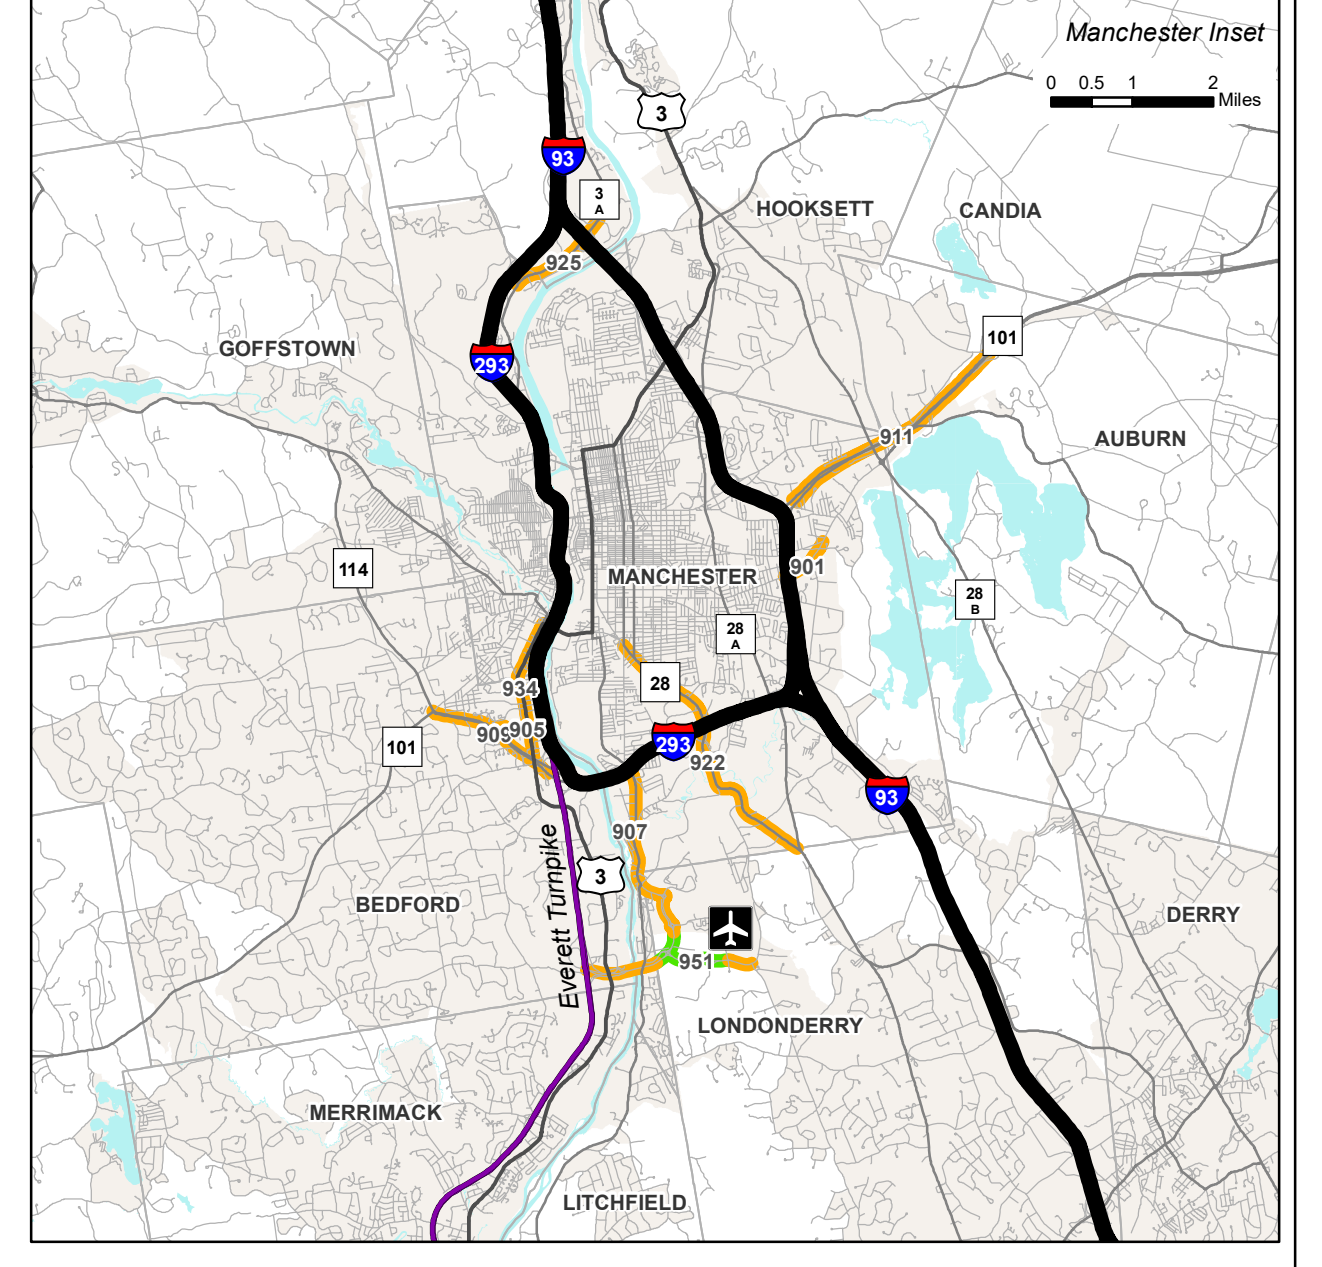 Manchester Inset
0 0.5 1 2
Miles
3
93
3
A
HOOKSETT
CANDIA
925
101
GOFFSTOWN
293
911
AUBURN
901
114
MANCHESTER
28
B
28
A
28
934
909
905
101
293
922
93
907
Everett Turnpike
3
BEDFORD
DERRY
951
LONDONDERRY
MERRIMACK
LITCHFIELD